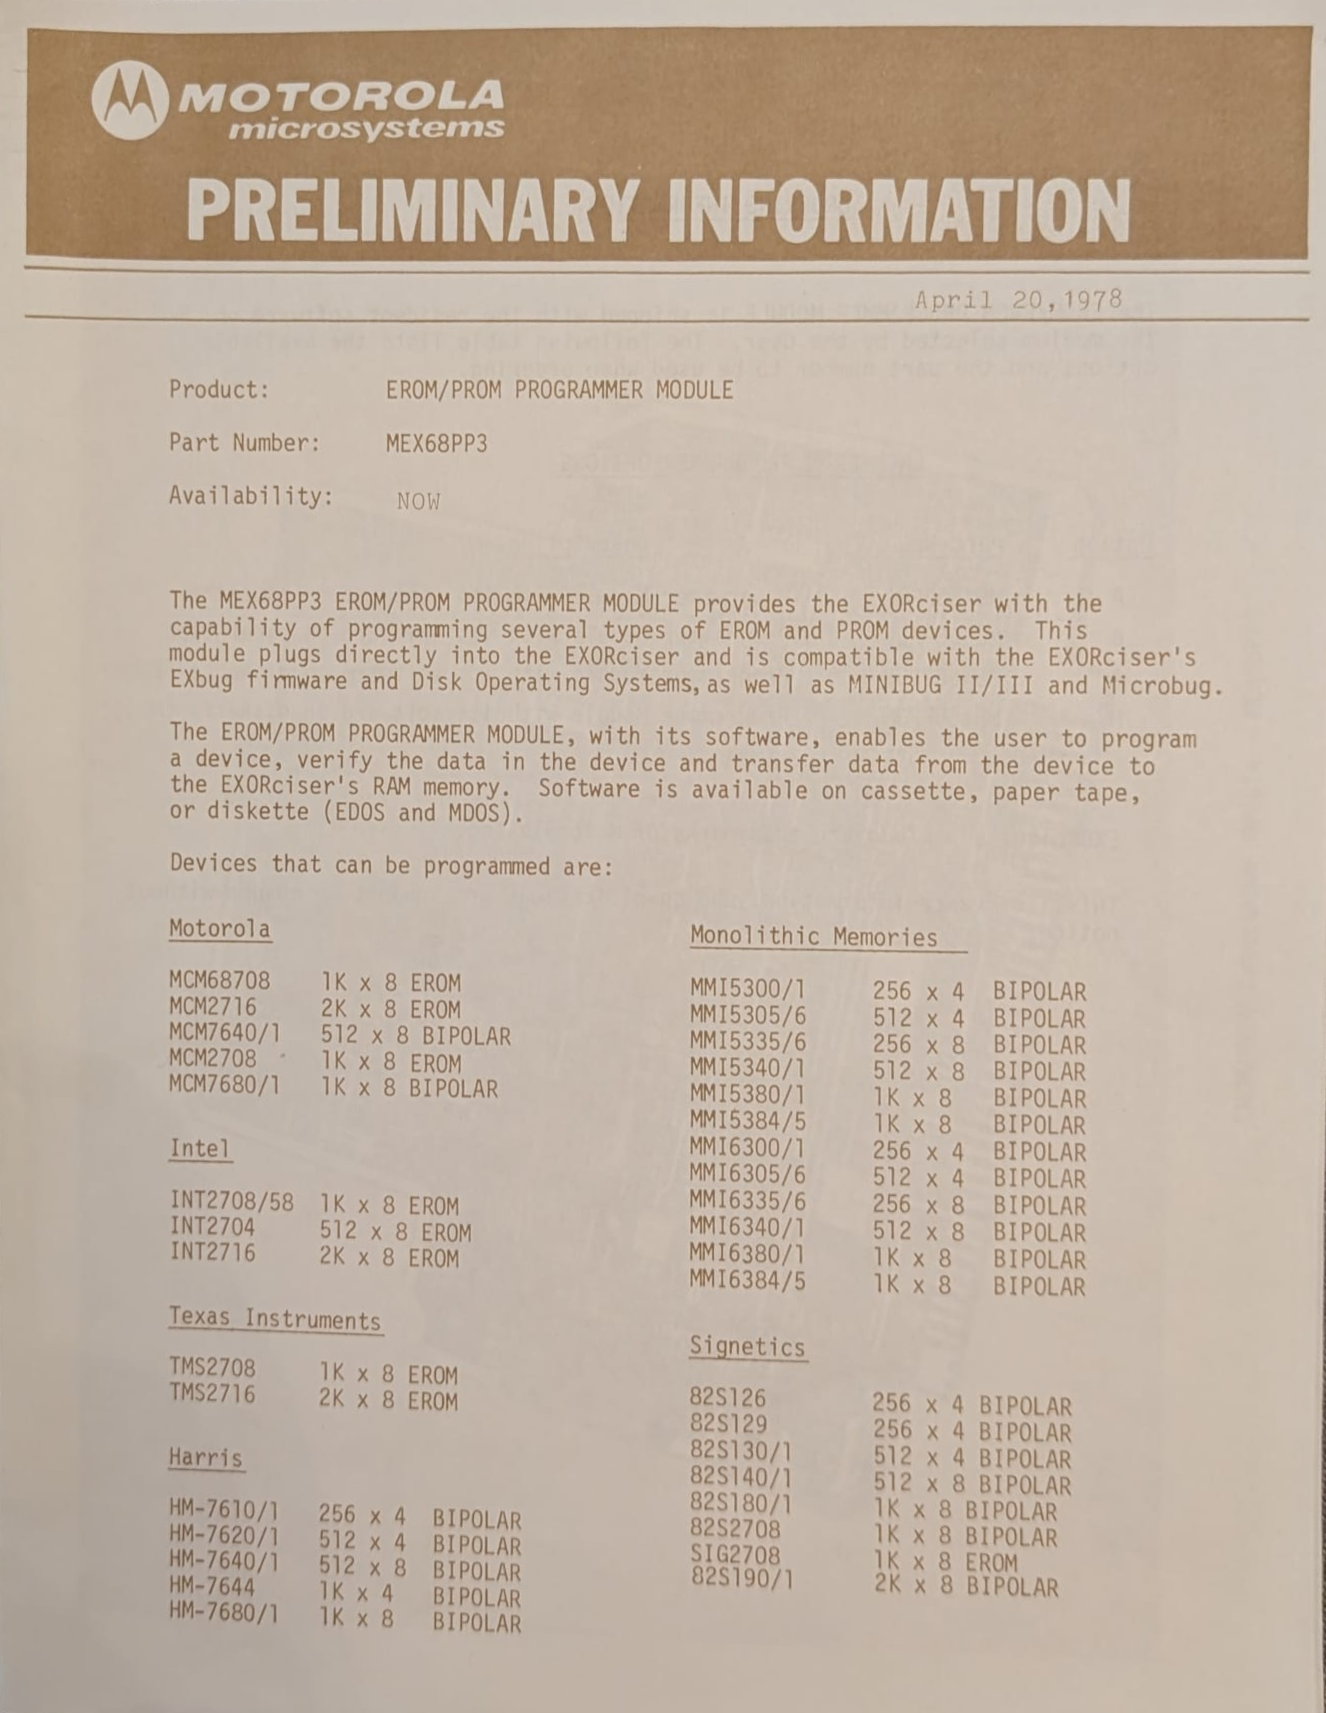 MOTOROLA
microsystems
PRELIMINARY INFORMATION
April 20,1978
Product: EROM/PROM PROGRAMMER MODULE
Part Number: MEX68PP3
Availability: NOW
The MEX68PP3 EROM/PROM PROGRAMMER MODULE provides the EXORciser with the
capability of programming several types of EROM and PROM devices. This
module plugs directly into the EXORciser and is compatible with the EXORciser's
EXbug firmware and Disk Operating Systems, as well as MINIBUG II/III and Microbug.
The EROM/PROM PROGRAMMER MODULE, with its software, enables the user to program
a device, verify the data in the device and transfer data from the device to
the EXORciser's RAM memory. Software is available on cassette, paper tape,
or diskette (EDOS and MDOS).
Devices that can be programmed are:
Motorola
MCM68708 1K x 8 EROM
MCM2716 2K x 8 EROM
MCM7640/1 512 x 8 BIPOLAR
MCM2708 1K x 8 EROM
MCM7680/1 1K x 8 BIPOLAR
Intel
INT2708/58 1K x 8 EROM
INT2704 512 x 8 EROM
INT2716 2K x 8 EROM
Texas Instruments
TMS2708 1K x 8 EROM
TMS2716 2K x 8 EROM
Harris
HM-7610/1 256 x 4 BIPOLAR
HM-7620/1 512 x 4 BIPOLAR
HM-7640/1 512 x 8 BIPOLAR
HM-7644 1K x 4 BIPOLAR
HM-7680/1 1K x 8 BIPOLAR
Monolithic Memories
MMI5300/1 256 x 4 BIPOLAR
MMI5305/6 512 x 4 BIPOLAR
MMI5335/6 256 x 8 BIPOLAR
MMI5340/1 512 x 8 BIPOLAR
MMI5380/1 1K x 8 BIPOLAR
MMI5384/5 1K x 8 BIPOLAR
MMI6300/1 256 x 4 BIPOLAR
MMI6305/6 512 x 4 BIPOLAR
MMI6335/6 256 x 8 BIPOLAR
MMI6340/1 512 x 8 BIPOLAR
MMI6380/1 1K x 8 BIPOLAR
MMI6384/5 1K x 8 BIPOLAR
Signetics
82S126 256 x 4 BIPOLAR
82S129 256 x 4 BIPOLAR
82S130/1 512 x 4 BIPOLAR
82S140/1 512 x 8 BIPOLAR
82S180/1 1K x 8 BIPOLAR
82S2708 1K x 8 BIPOLAR
SIG2708 1K x 8 EROM
82S190/1 2K x 8 BIPOLAR